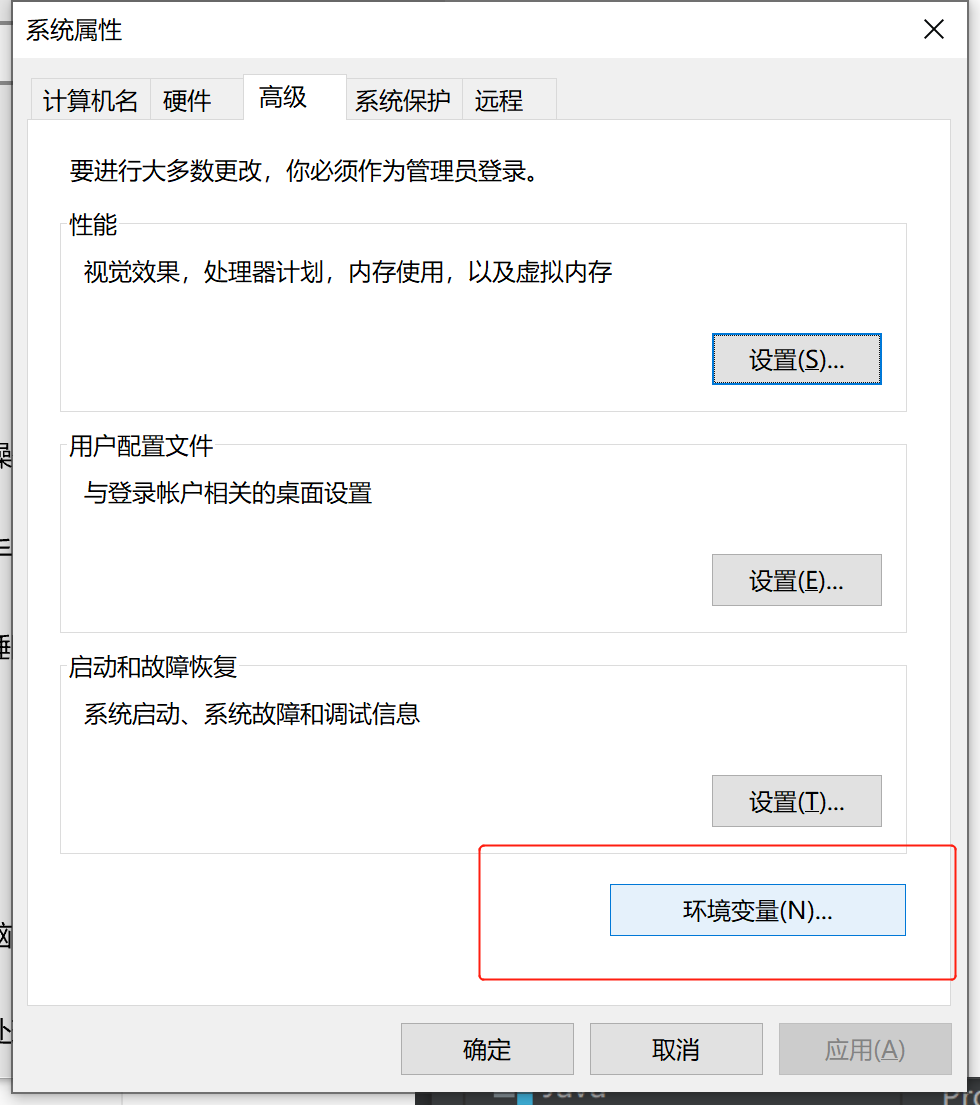 系统属性
计算机名 硬件 高级 系统保护 远程
要进行大多数更改，你必须作为管理员登录。
性能
视觉效果，处理器计划，内存使用，以及虚拟内存
设置(S)...
用户配置文件
与登录帐户相关的桌面设置
设置(E)...
启动和故障恢复
系统启动、系统故障和调试信息
设置(T)...
环境变量(N)...
确定 取消 应用(A)